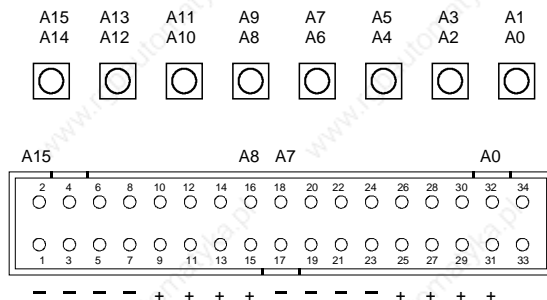 A15 A13 A11 A9 A7 A5 A3 A1
A14 A12 A10 A8 A6 A4 A2 A0
A15 A8 A7 A0
2 4 6 8 10 12 14 16 18 20 22 24 26 28 30 32 34
1 3 5 7 9 11 13 15 17 19 21 23 25 27 29 31 33
– – – – + + + + – – – – + + + +